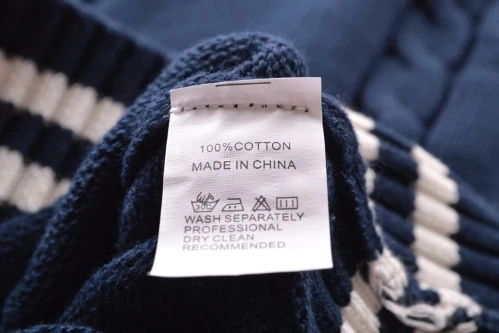 100%COTTON
MADE IN CHINA
WASH SEPARATELY
PROFESSIONAL
DRY CLEAN
RECOMMENDED